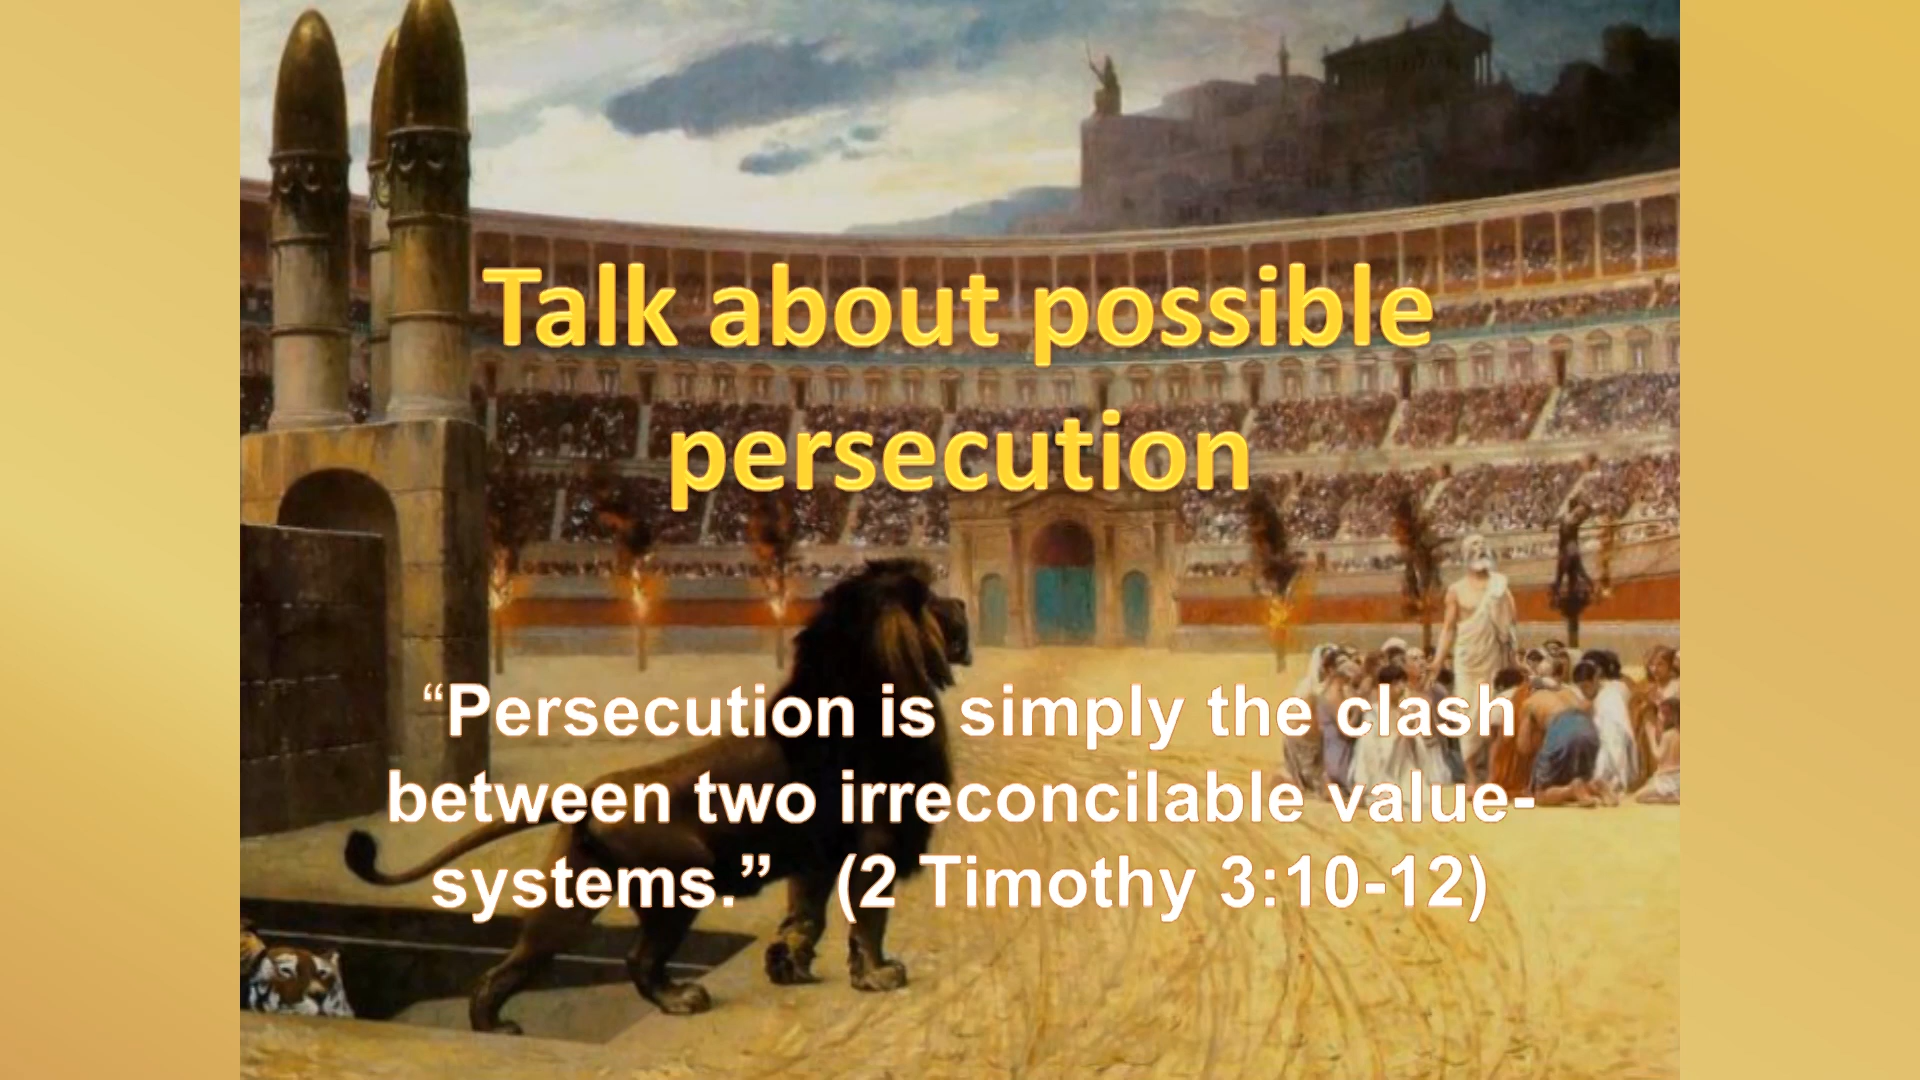 Talk about possible
persecution
“Persecution is simply the clash
between two irreconcilable value-
systems.” (2 Timothy 3:10-12)